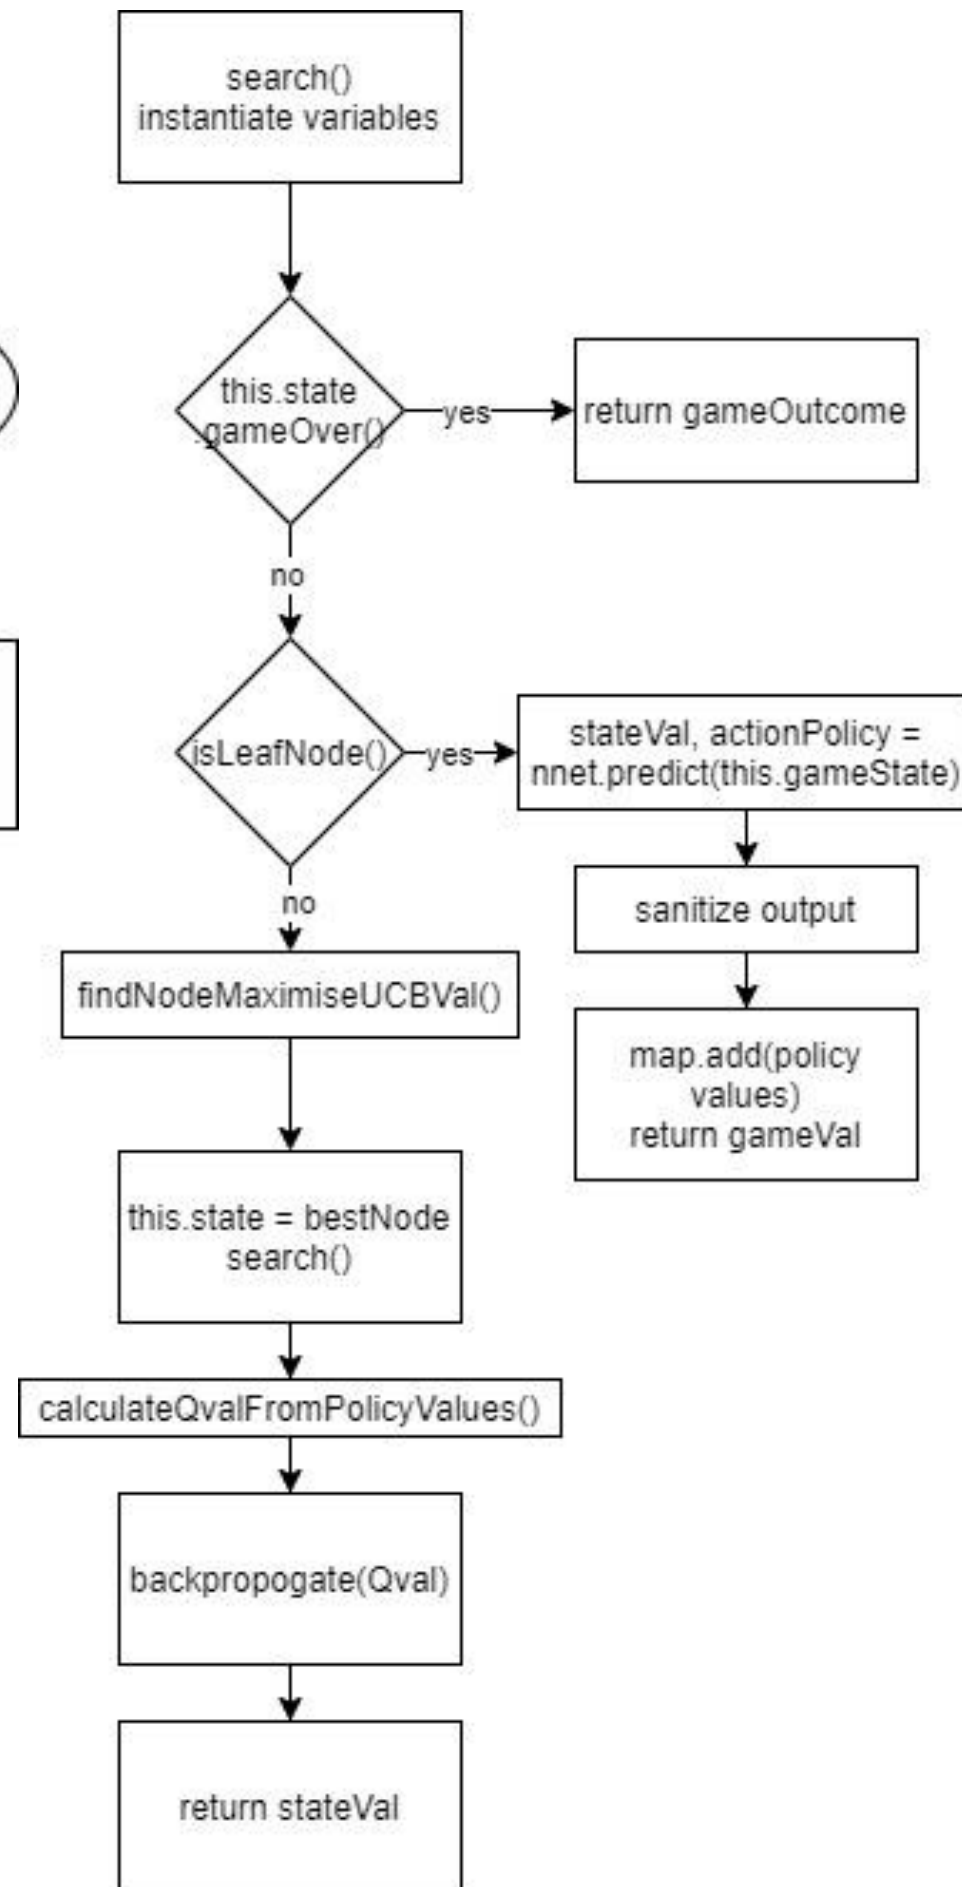 search()
instantiate variables
this.state
.gameOver()
yes
return gameOutcome
no
isLeafNode()
yes
stateVal, actionPolicy =
nnet.predict(this.gameState)
sanitize output
no
findNodeMaximiseUCBVal()
map.add(policy
values)
return gameVal
this.state = bestNode
search()
calculateQvalFromPolicyValues()
backpropogate(Qval)
return stateVal